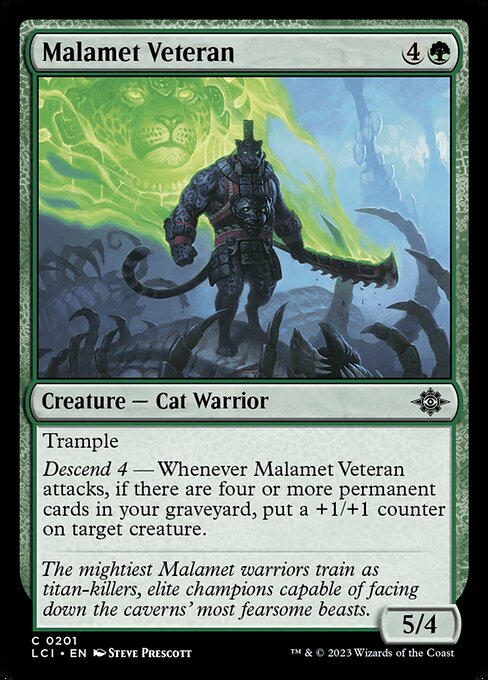 Malamet Veteran 4
Creature — Cat Warrior
Trample
Descend 4 — Whenever Malamet Veteran
attacks, if there are four or more permanent
cards in your graveyard, put a +1/+1 counter
on target creature.
The mightiest Malamet warriors train as
titan-killers, elite champions capable of facing
down the caverns’ most fearsome beasts.
5/4
C 0201
LCI • EN Steve Prescott
™ & © 2023 Wizards of the Coast